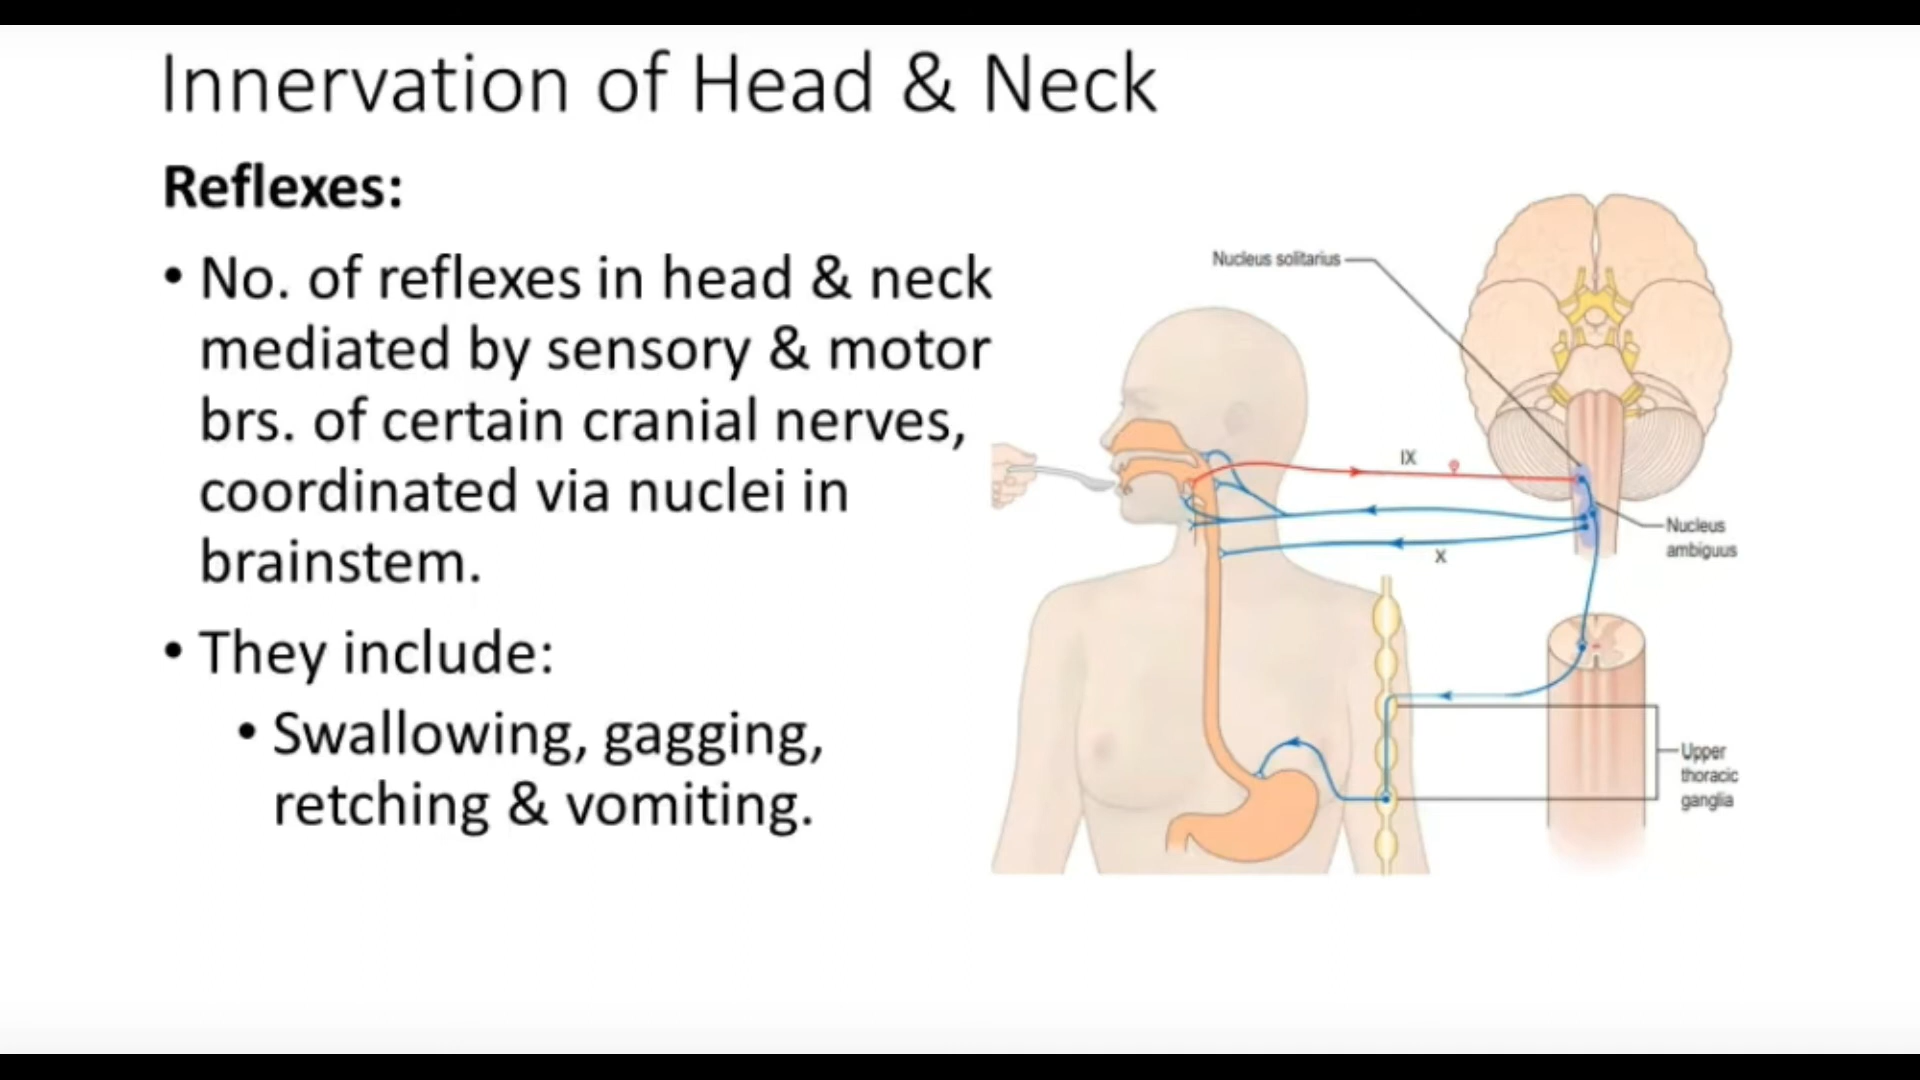 Innervation of Head & Neck
Reflexes:
• No. of reflexes in head & neck
mediated by sensory & motor
brs. of certain cranial nerves,
coordinated via nuclei in
brainstem.
• They include:
• Swallowing, gagging,
retching & vomiting.
Nucleus solitarius
IX
Nucleus
ambiguus
X
Upper
thoracic
ganglia